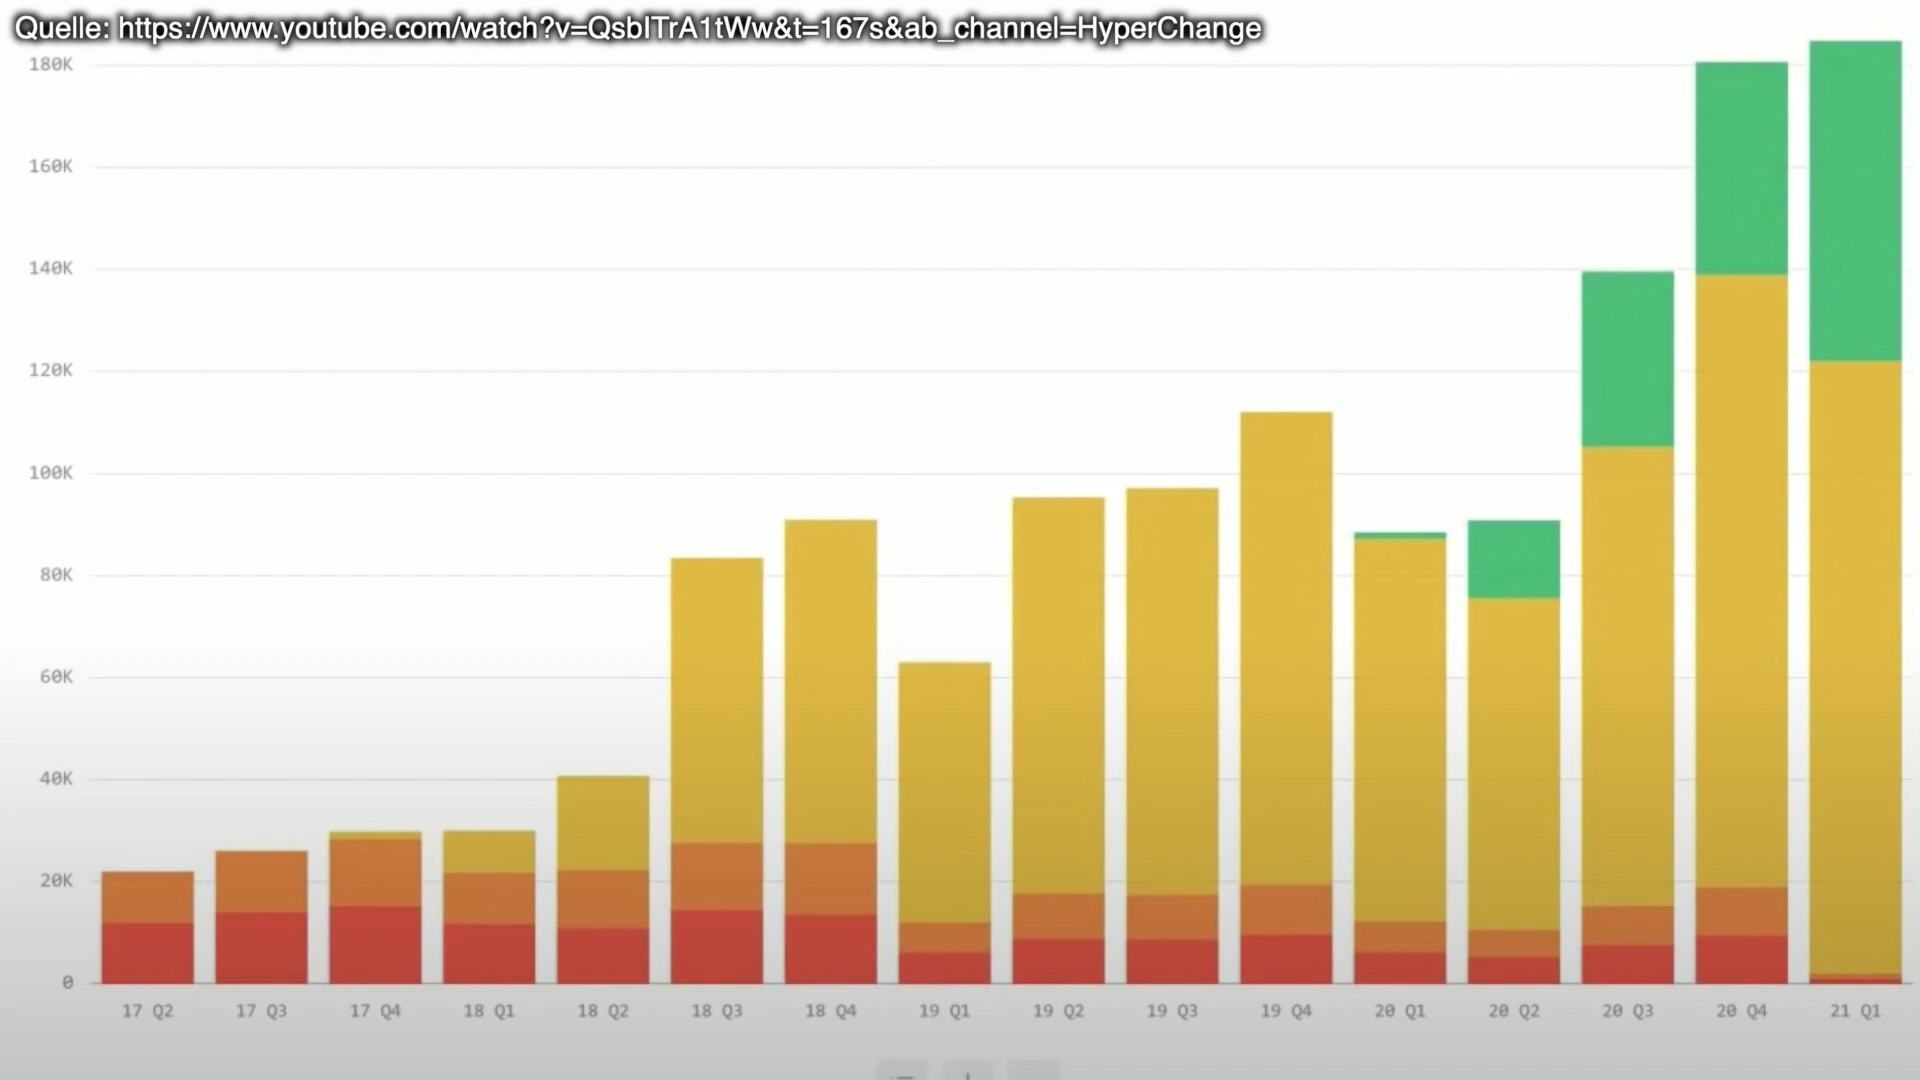 Quelle: https://www.youtube.com/watch?v=QsbITrA1tWw&t=167s&ab_channel=HyperChange
180K
160K
140K
120K
100K
80K
60K
40K
20K
0
17 Q2 17 Q3 17 Q4 18 Q1 18 Q2 18 Q3 18 Q4 19 Q1 19 Q2 19 Q3 19 Q4 20 Q1 20 Q2 20 Q3 20 Q4 21 Q1